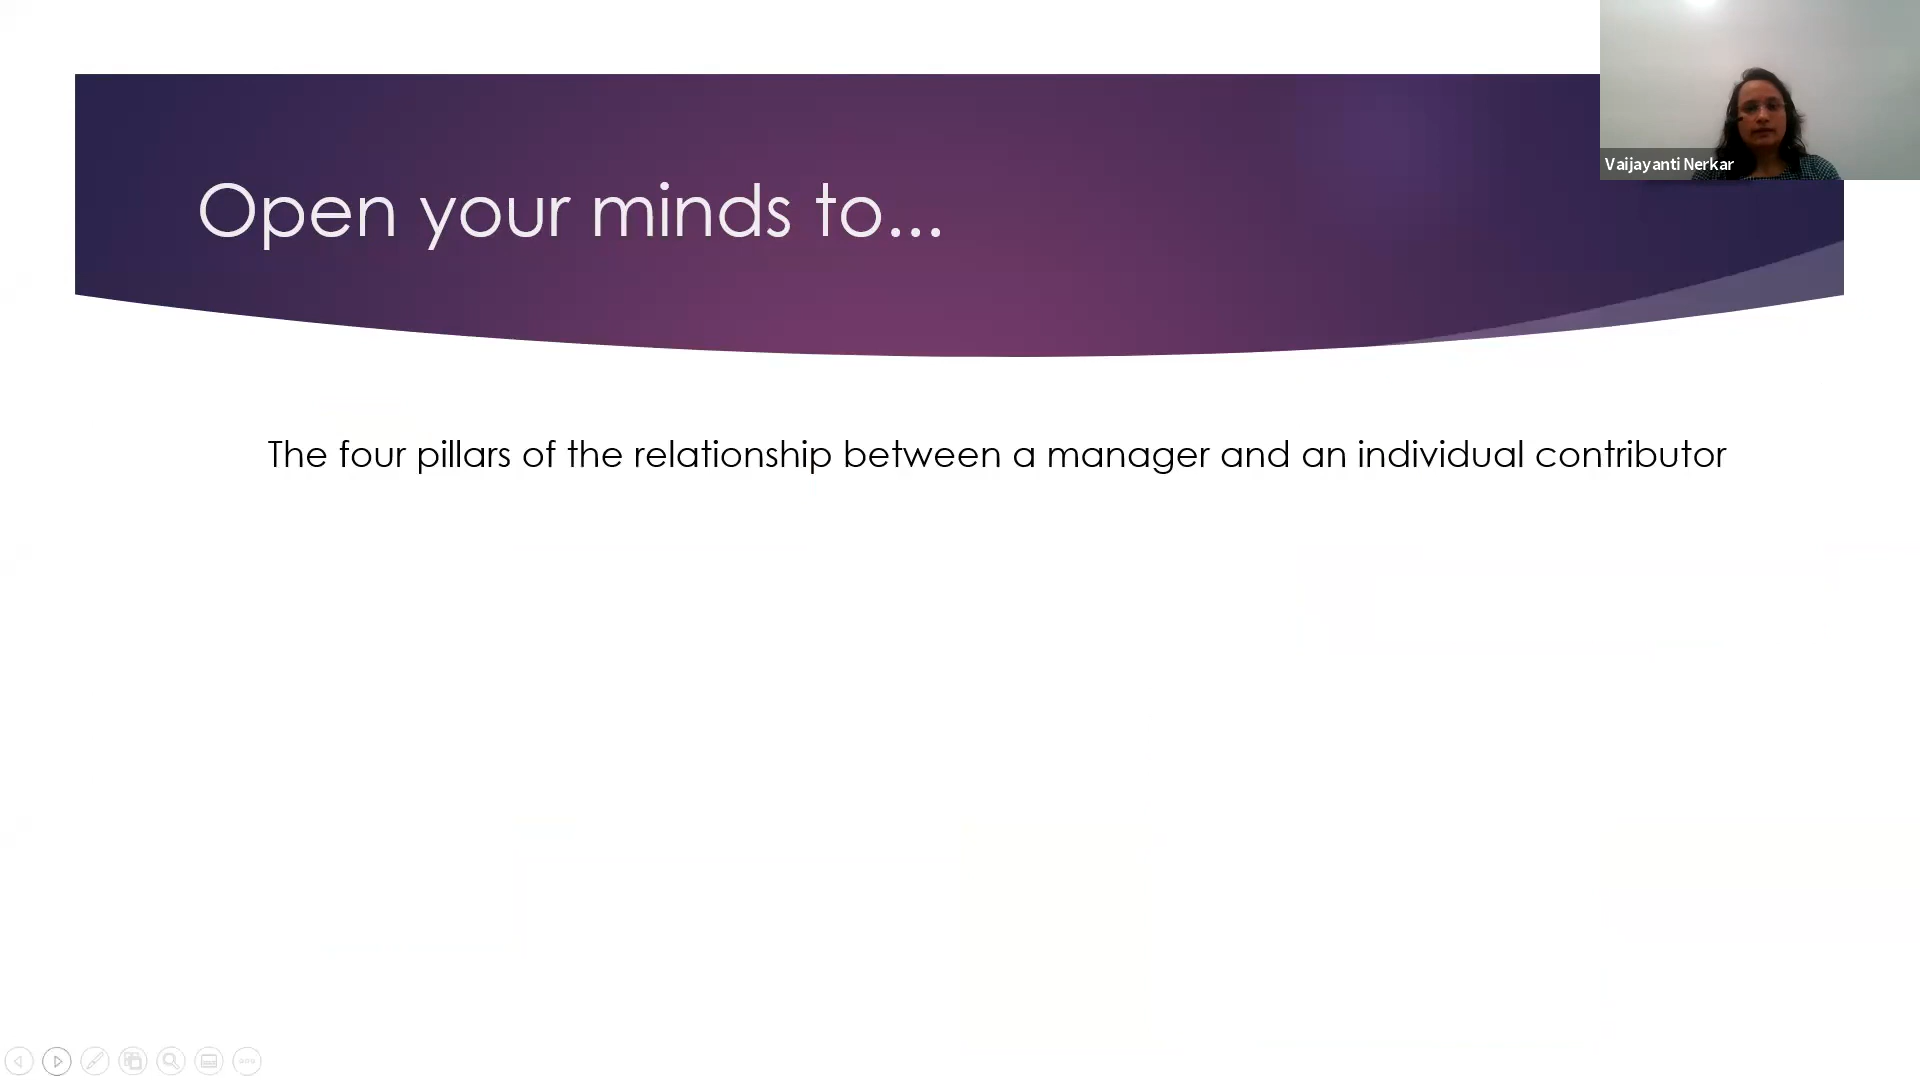 Open your minds to...
Vaijayanti Nerkar
The four pillars of the relationship between a manager and an individual contributor